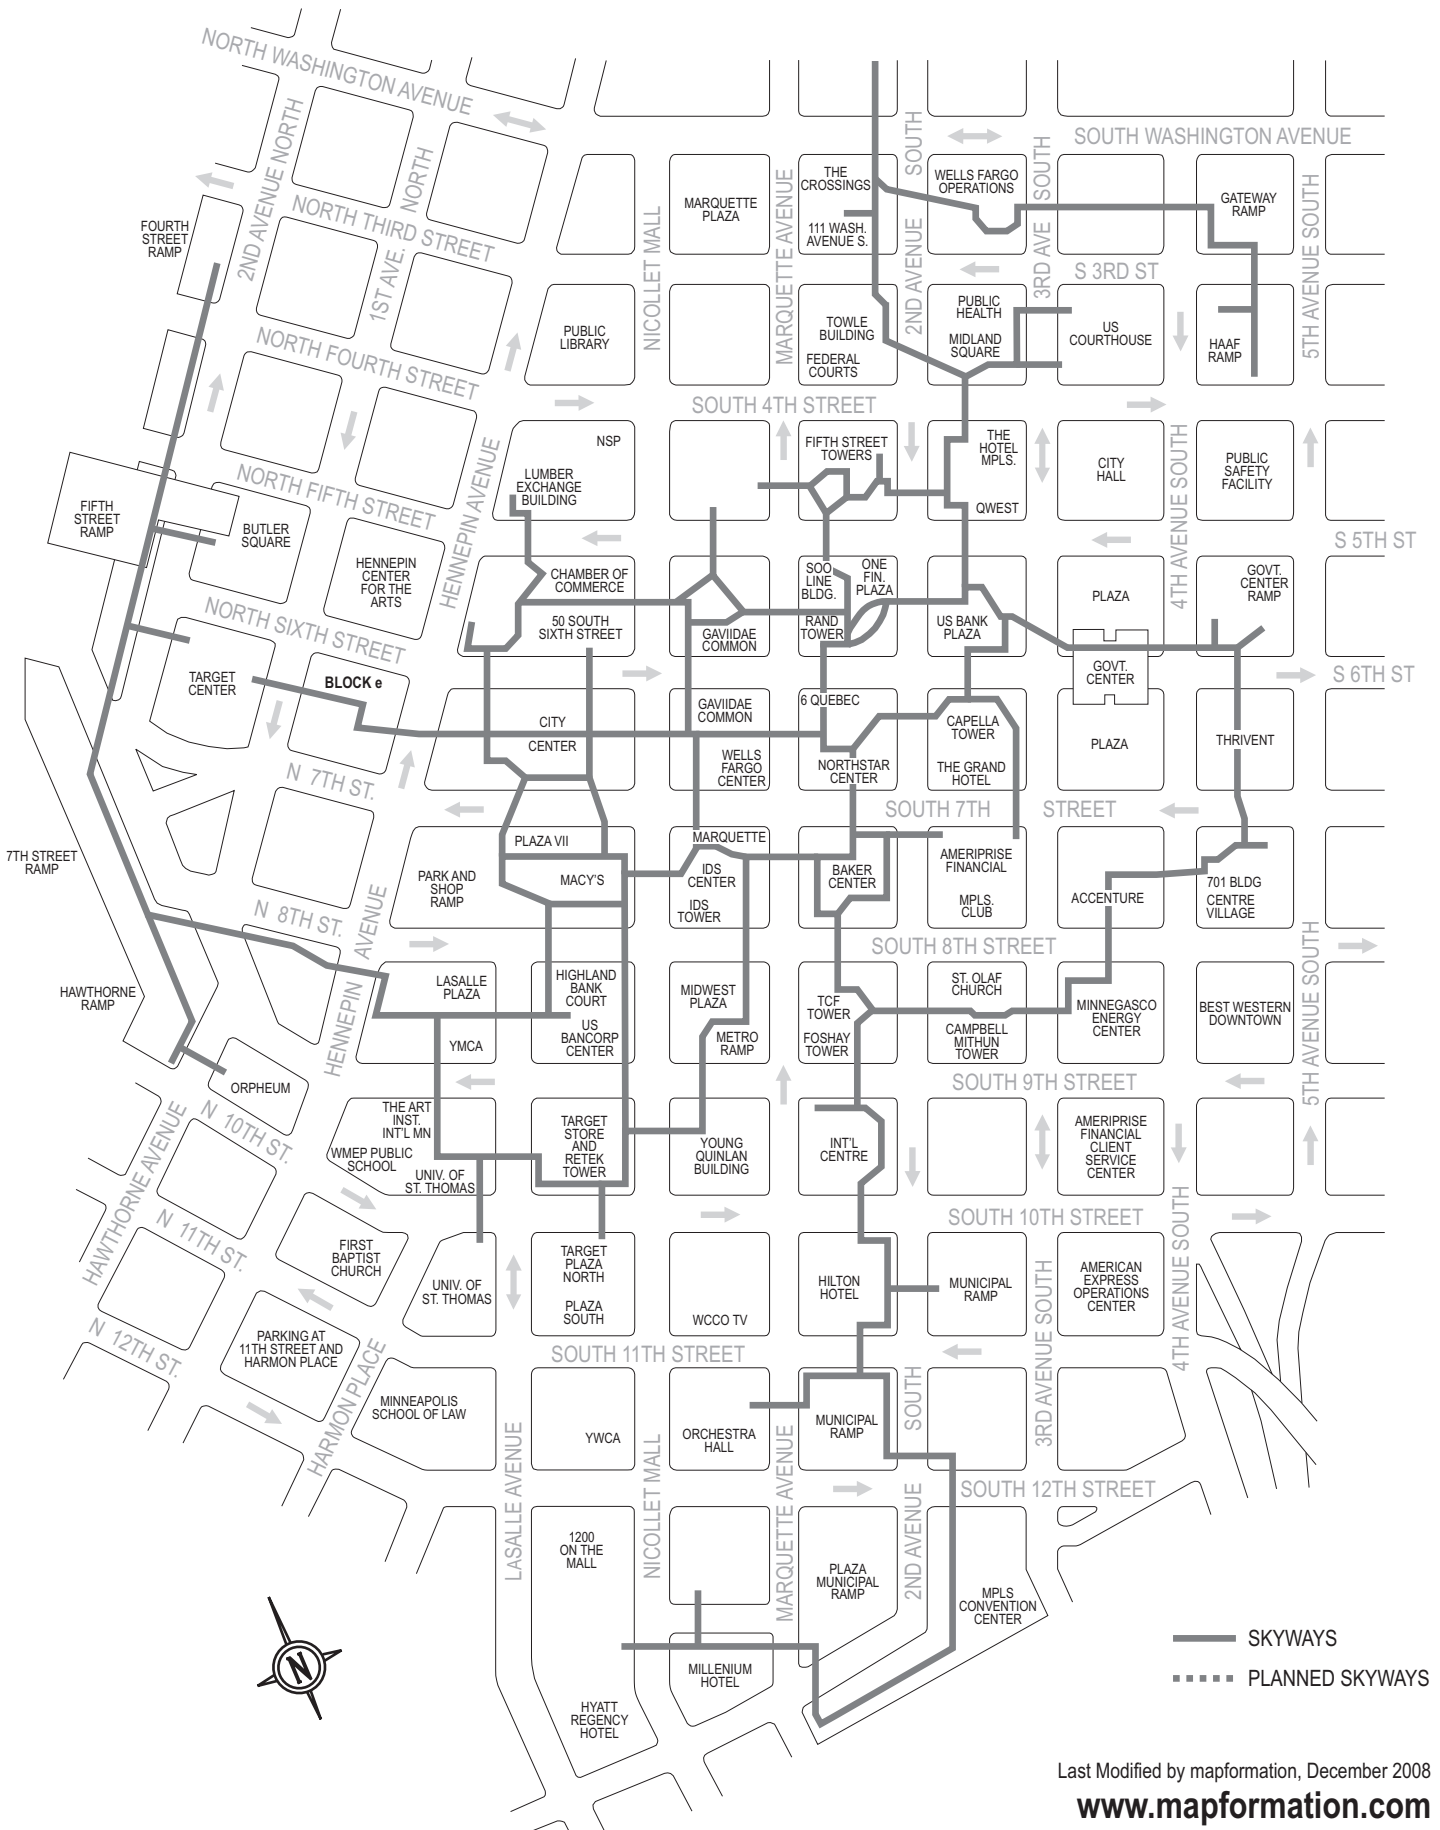 NORTH WASHINGTON AVENUE
SOUTH WASHINGTON AVENUE
2ND AVENUE NORTH
1ST AVE. NORTH
NORTH THIRD STREET
NICOLLET MALL
MARQUETTE AVENUE
2ND AVENUE SOUTH
3RD AVE SOUTH
5TH AVENUE SOUTH
MARQUETTE
PLAZA
THE
CROSSINGS
111 WASH.
AVENUE S.
WELLS FARGO
OPERATIONS
GATEWAY
RAMP
FOURTH
STREET
RAMP
S 3RD ST
NORTH FOURTH STREET
PUBLIC
LIBRARY
TOWLE
BUILDING
FEDERAL
COURTS
PUBLIC
HEALTH
MIDLAND
SQUARE
US
COURTHOUSE
HAAF
RAMP
SOUTH 4TH STREET
HENNEPIN AVENUE
NORTH FIFTH STREET
NSP
LUMBER
EXCHANGE
BUILDING
FIFTH STREET
TOWERS
THE
HOTEL
MPLS.
QWEST
CITY
HALL
4TH AVENUE SOUTH
PUBLIC
SAFETY
FACILITY
FIFTH
STREET
RAMP
BUTLER
SQUARE
S 5TH ST
HENNEPIN
CENTER
FOR THE
ARTS
CHAMBER OF
COMMERCE
50 SOUTH
SIXTH STREET
GAVIIDAE
COMMON
SOO
LINE
BLDG.
ONE
FIN.
PLAZA
RAND
TOWER
US BANK
PLAZA
PLAZA
GOVT.
CENTER
RAMP
GOVT.
CENTER
NORTH SIXTH STREET
S 6TH ST
TARGET
CENTER
BLOCK e
CITY
CENTER
GAVIIDAE
COMMON
WELLS
FARGO
CENTER
6 QUEBEC
NORTHSTAR
CENTER
CAPELLA
TOWER
THE GRAND
HOTEL
PLAZA
THRIVENT
N 7TH ST.
SOUTH 7TH STREET
7TH STREET
RAMP
PLAZA VII
PARK AND
SHOP
RAMP
MACY'S
MARQUETTE
IDS
CENTER
IDS
TOWER
BAKER
CENTER
AMERIPRISE
FINANCIAL
MPLS.
CLUB
ACCENTURE
701 BLDG
CENTRE
VILLAGE
N 8TH ST.
HENNEPIN AVENUE
SOUTH 8TH STREET
5TH AVENUE SOUTH
HAWTHORNE
RAMP
LASALLE
PLAZA
YMCA
HIGHLAND
BANK
COURT
US
BANCORP
CENTER
MIDWEST
PLAZA
METRO
RAMP
TCF
TOWER
FOSHAY
TOWER
ST. OLAF
CHURCH
CAMPBELL
MITHUN
TOWER
MINNEGASCO
ENERGY
CENTER
BEST WESTERN
DOWNTOWN
ORPHEUM
SOUTH 9TH STREET
HAWTHORNE AVENUE
N 10TH ST.
THE ART
INST.
INT'L MN
WMEP PUBLIC
SCHOOL
UNIV. OF
ST. THOMAS
TARGET
STORE
AND
RETEK
TOWER
YOUNG
QUINLAN
BUILDING
INT'L
CENTRE
AMERIPRISE
FINANCIAL
CLIENT
SERVICE
CENTER
SOUTH 10TH STREET
N 11TH ST.
FIRST
BAPTIST
CHURCH
UNIV. OF
ST. THOMAS
TARGET
PLAZA
NORTH
PLAZA
SOUTH
WCCO TV
HILTON
HOTEL
MUNICIPAL
RAMP
AMERICAN
EXPRESS
OPERATIONS
CENTER
3RD AVENUE SOUTH
4TH AVENUE SOUTH
N 12TH ST.
PARKING AT
11TH STREET AND
HARMON PLACE
HARMON PLACE
SOUTH 11TH STREET
MINNEAPOLIS
SCHOOL OF LAW
LASALLE AVENUE
YWCA
NICOLLET MALL
ORCHESTRA
HALL
MARQUETTE AVENUE
MUNICIPAL
RAMP
2ND AVENUE SOUTH
SOUTH 12TH STREET
1200
ON THE
MALL
PLAZA
MUNICIPAL
RAMP
MPLS
CONVENTION
CENTER
MILLENIUM
HOTEL
HYATT
REGENCY
HOTEL
N
SKYWAYS
PLANNED SKYWAYS
Last Modified by mapformation, December 2008
www.mapformation.com